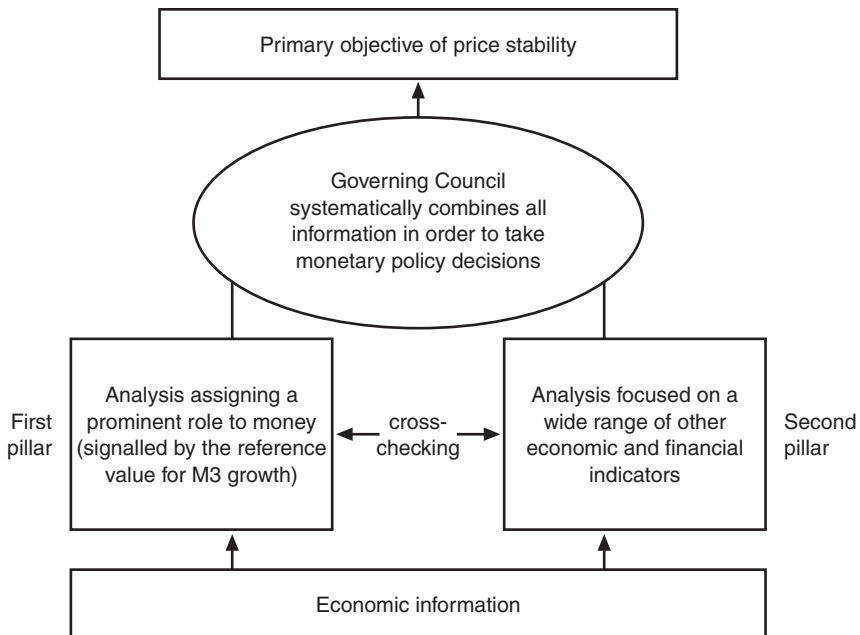 Primary objective of price stability
Governing Council
systematically combines all
information in order to take
monetary policy decisions
First
pillar
Analysis assigning a
prominent role to money
(signalled by the reference
value for M3 growth)
cross-
checking
Analysis focused on a
wide range of other
economic and financial
indicators
Second
pillar
Economic information